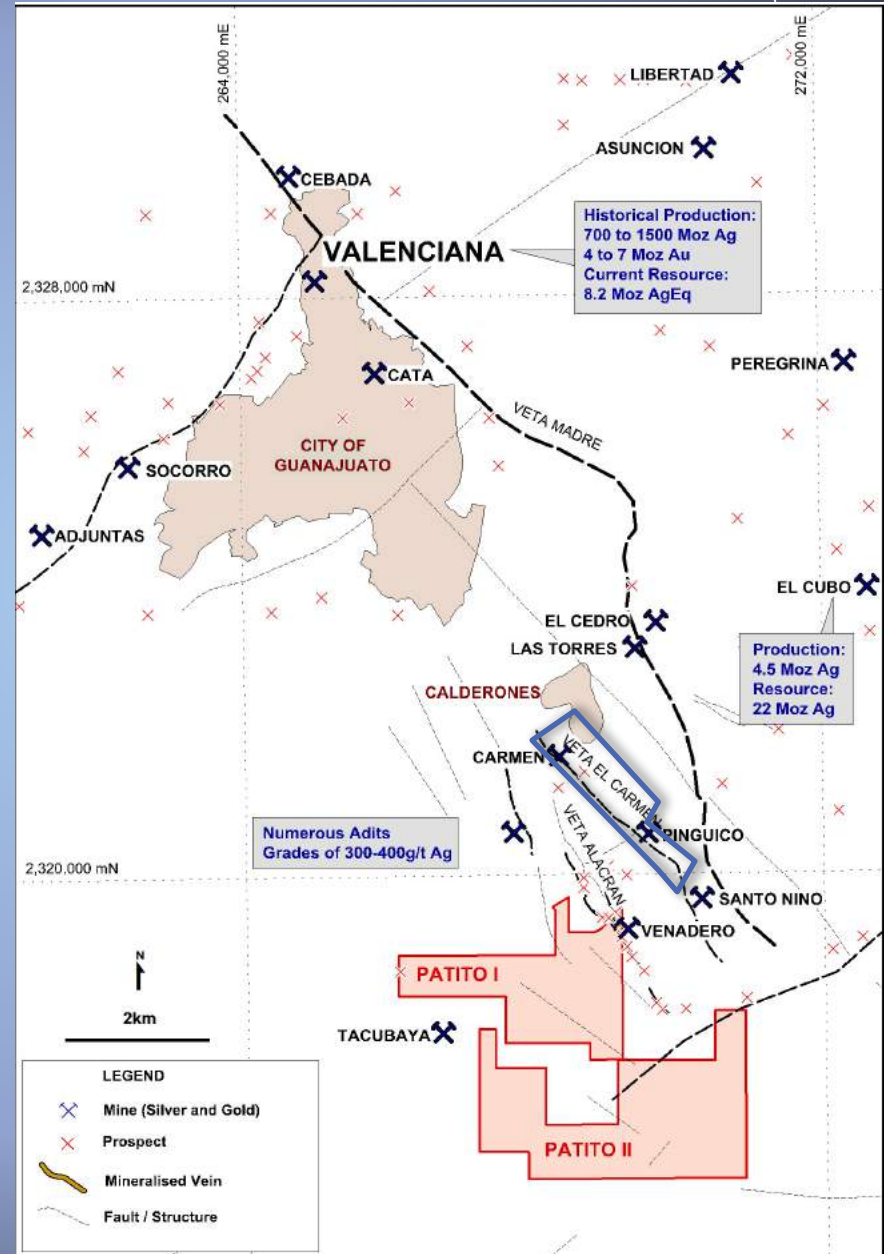 264,000 mE
272,000 mE
LIBERTAD
ASUNCION
CEBADA
Historical Production:
700 to 1500 Moz Ag
4 to 7 Moz Au
Current Resource:
8.2 Moz AgEq
VALENCIANA
2,328,000 mN
PEREGRINA
CATA
VETA MADRE
CITY OF
GUANAJUATO
SOCORRO
ADJUNTAS
EL CUBO
EL CEDRO
LAS TORRES
Production:
4.5 Moz Ag
Resource:
22 Moz Ag
CALDERONES
CARMEN
VETA EL CARMEN
Numerous Adits
Grades of 300-400g/t Ag
VETA ALACRAN
PINGUICO
2,320,000 mN
SANTO NINO
VENADERO
N
PATITO I
2km
TACUBAYA
LEGEND
Mine (Silver and Gold)
Prospect
PATITO II
Mineralised Vein
Fault / Structure